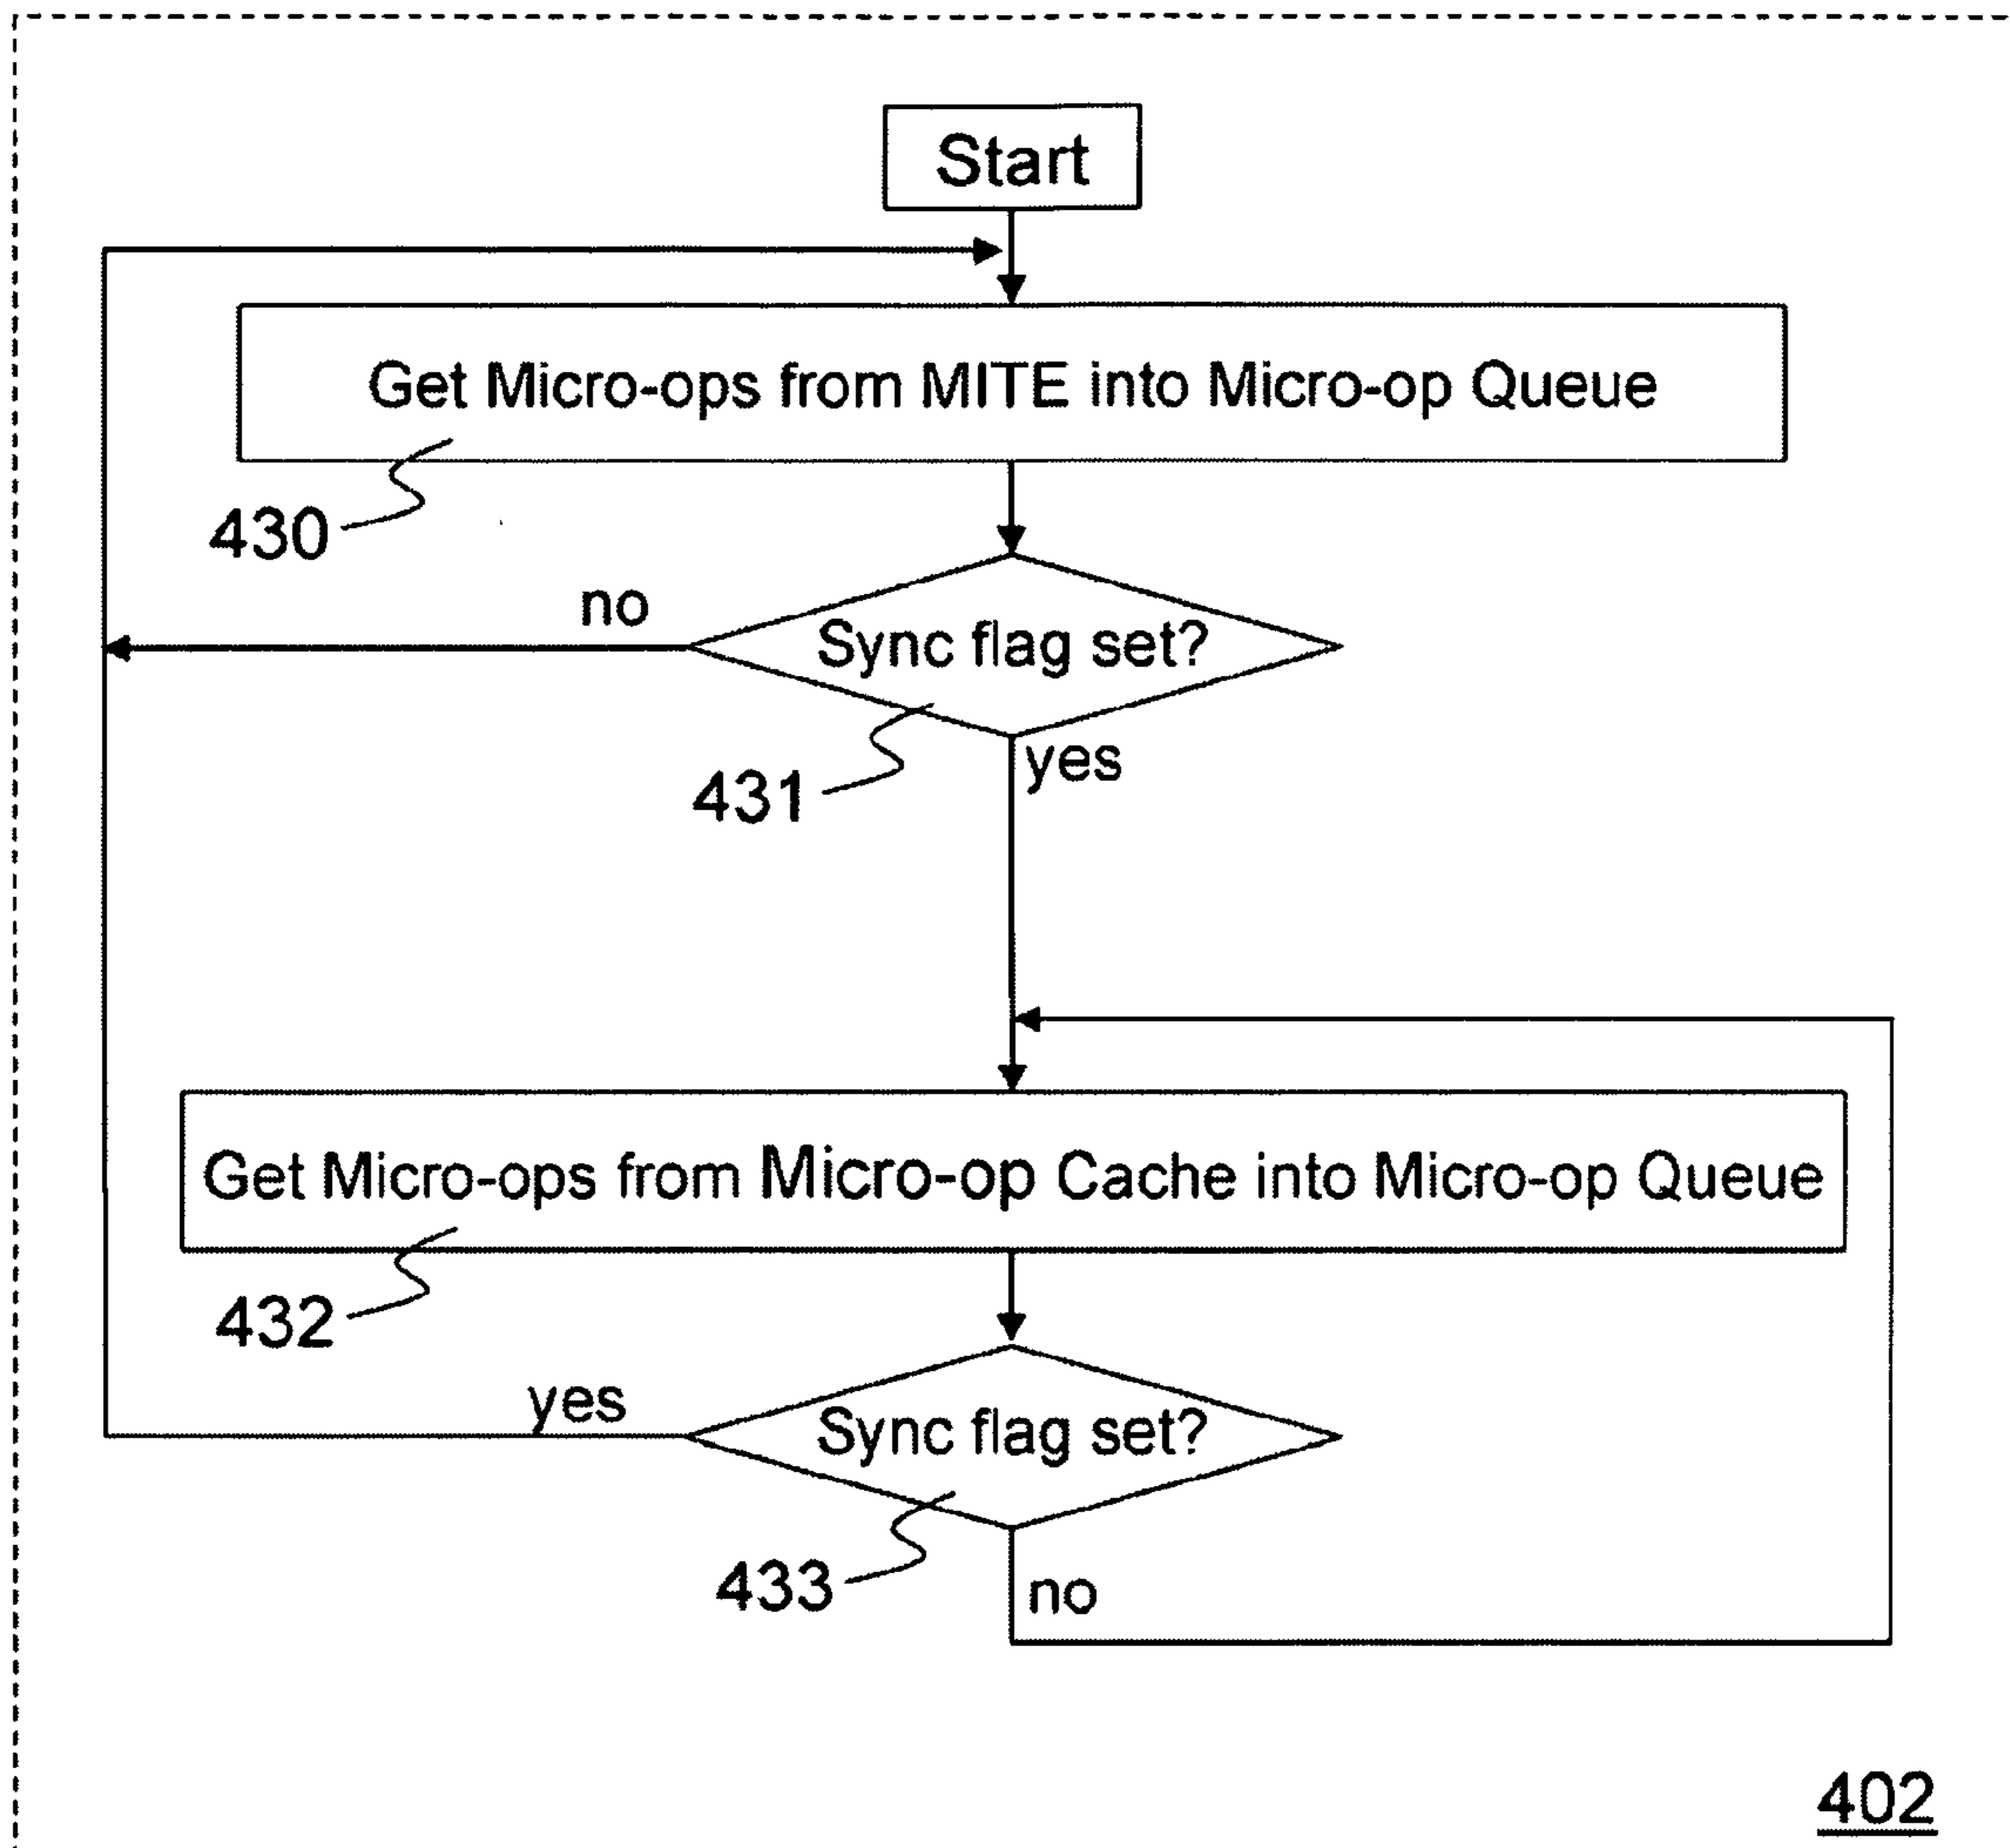 Start
Get Micro-ops from MITE into Micro-op Queue
430
no
Sync flag set?
431
yes
Get Micro-ops from Micro-op Cache into Micro-op Queue
432
yes
Sync flag set?
433
no
402